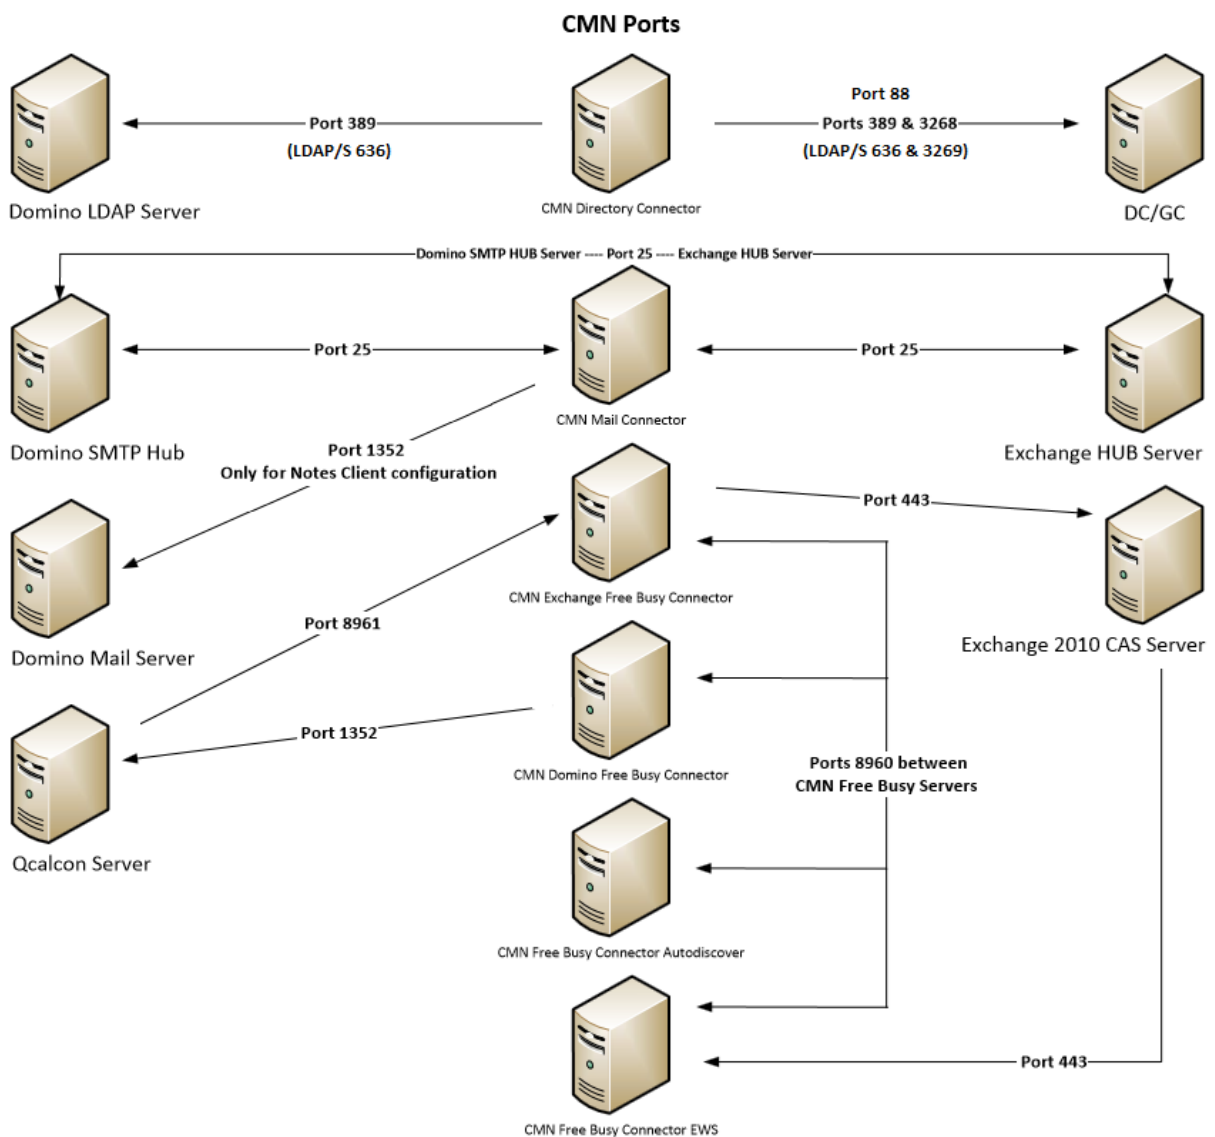 CMN Ports
Port 88
Port 389
Ports 389 & 3268
(LDAP/S 636)
(LDAP/S 636 & 3269)
Domino LDAP Server
CMN Directory Connector
DC/GC
Domino SMTP HUB Server ---- Port 25 ---- Exchange HUB Server
Port 25
Port 25
CMN Mail Connector
Domino SMTP Hub
Exchange HUB Server
Port 1352
Only for Notes Client configuration
Port 443
CMN Exchange Free Busy Connector
Port 8961
Domino Mail Server
Exchange 2010 CAS Server
Port 1352
CMN Domino Free Busy Connector
Ports 8960 between
CMN Free Busy Servers
Qcalcon Server
CMN Free Busy Connector Autodiscover
Port 443
CMN Free Busy Connector EWS